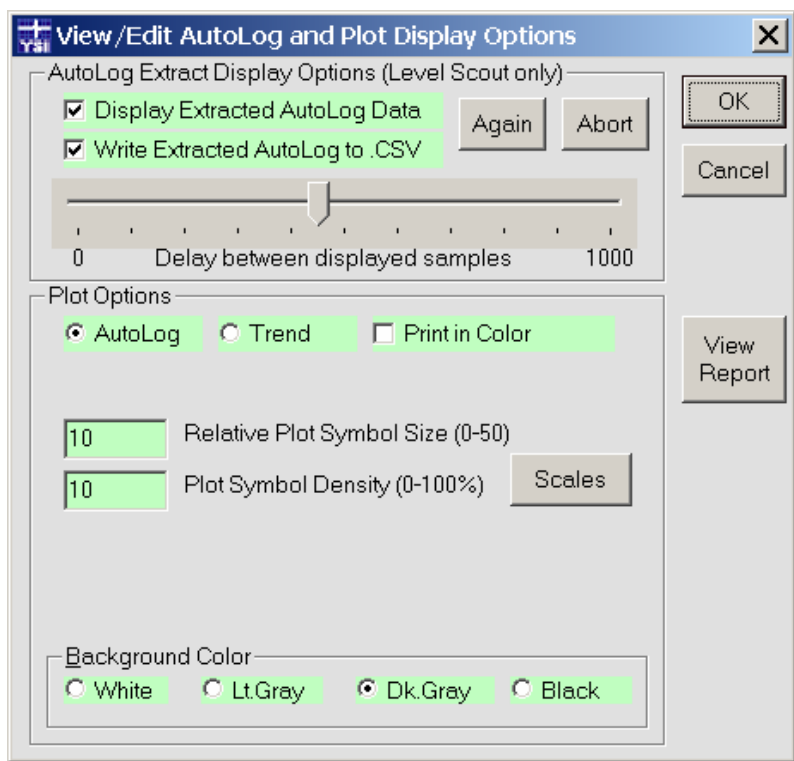 YSI View/Edit AutoLog and Plot Display Options
AutoLog Extract Display Options (Level Scout only)
Display Extracted AutoLog Data
Write Extracted AutoLog to .CSV
Again
Abort
OK
Cancel
0 Delay between displayed samples 1000
Plot Options
AutoLog
Trend
Print in Color
View
Report
10 Relative Plot Symbol Size (0-50)
10 Plot Symbol Density (0-100%)
Scales
Background Color
White
Lt.Gray
Dk.Gray
Black